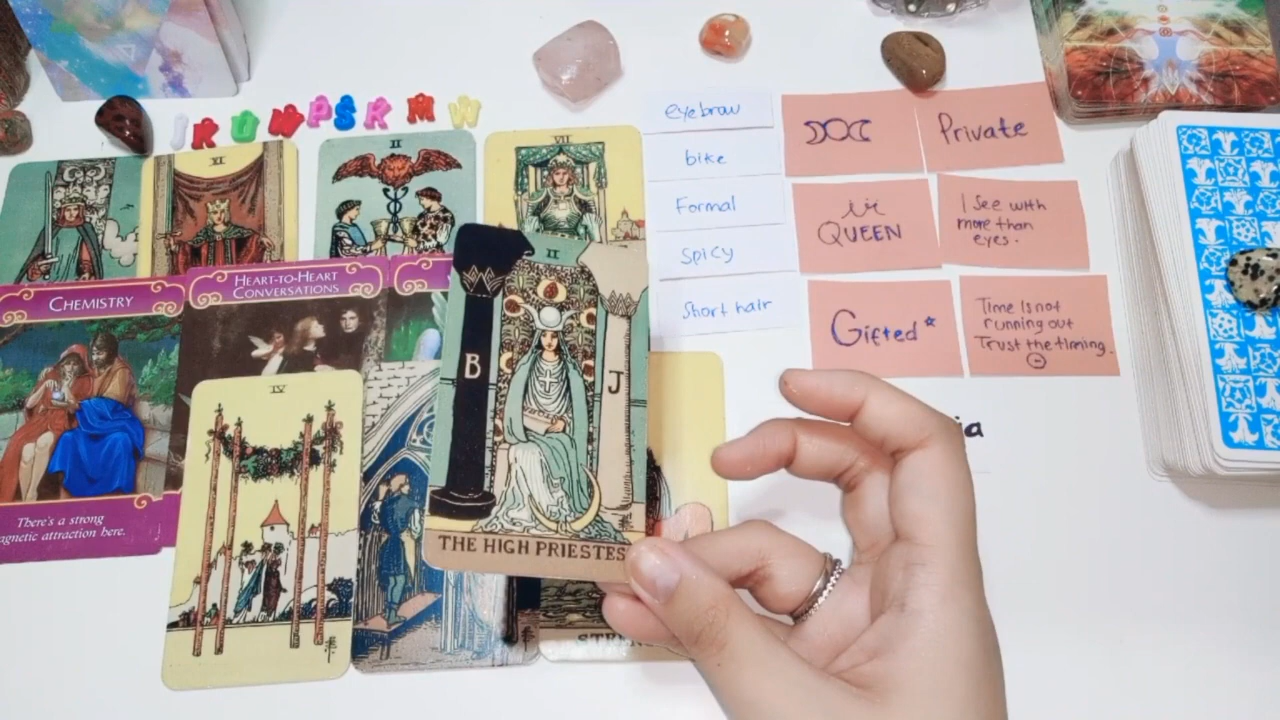 K U W P S K M W
XI
II
VII
CHEMISTRY
There's a strong
magnetic attraction here.
HEART-TO-HEART
CONVERSATIONS
IV
II
B
J
THE HIGH PRIESTES
STREN
eyebrow
bike
Formal
Spicy
Short hair
Private
QUEEN
I See with
more than
eyes.
Gifted*
Time is not
running out
Trust the timing.
ia